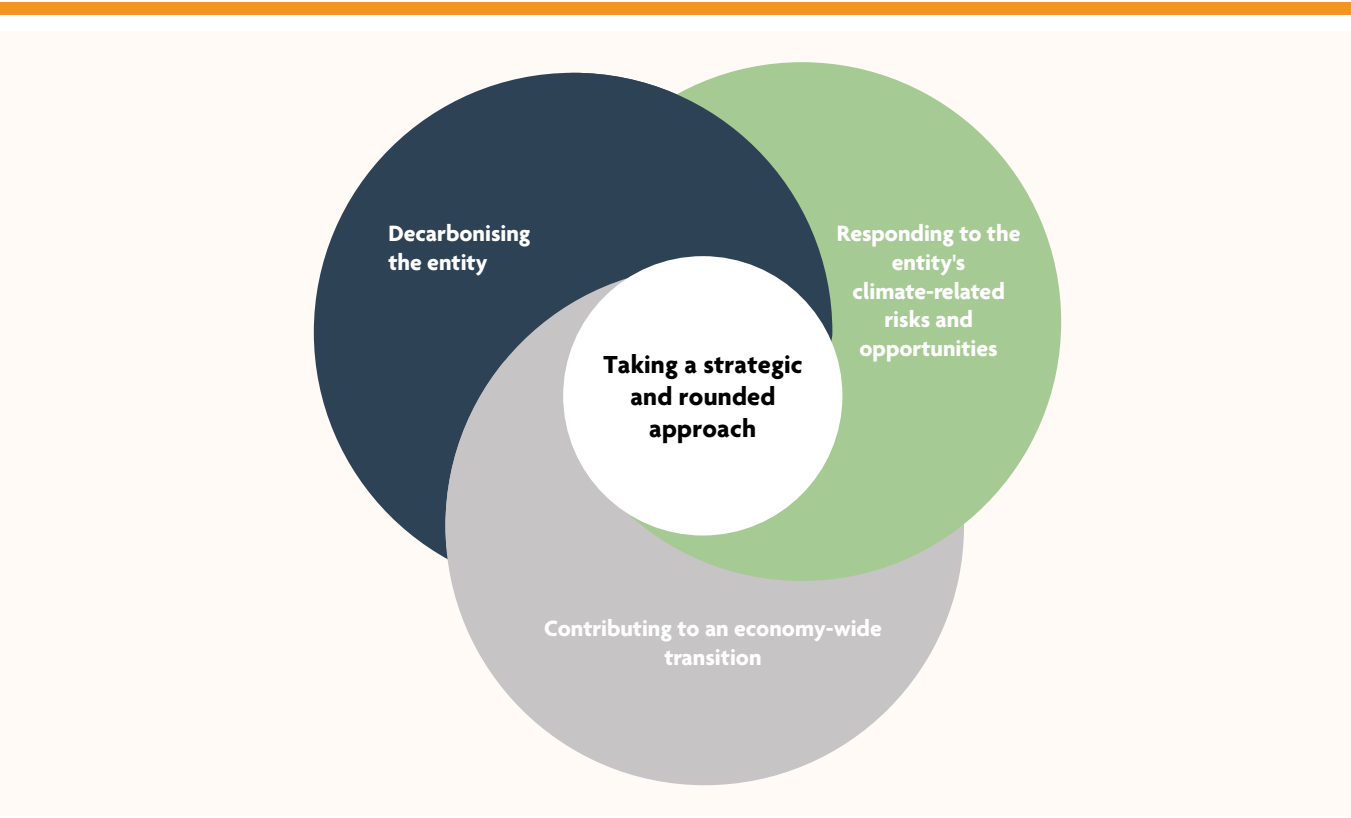 Decarbonising
the entity
Responding to the
entity's
climate-related
risks and
opportunities
Taking a strategic
and rounded
approach
Contributing to an economy-wide
transition